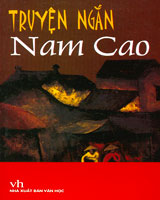 TRUYỆN NGẮN
Nam Cao
vh
NHÀ XUẤT BẢN VĂN HỌC